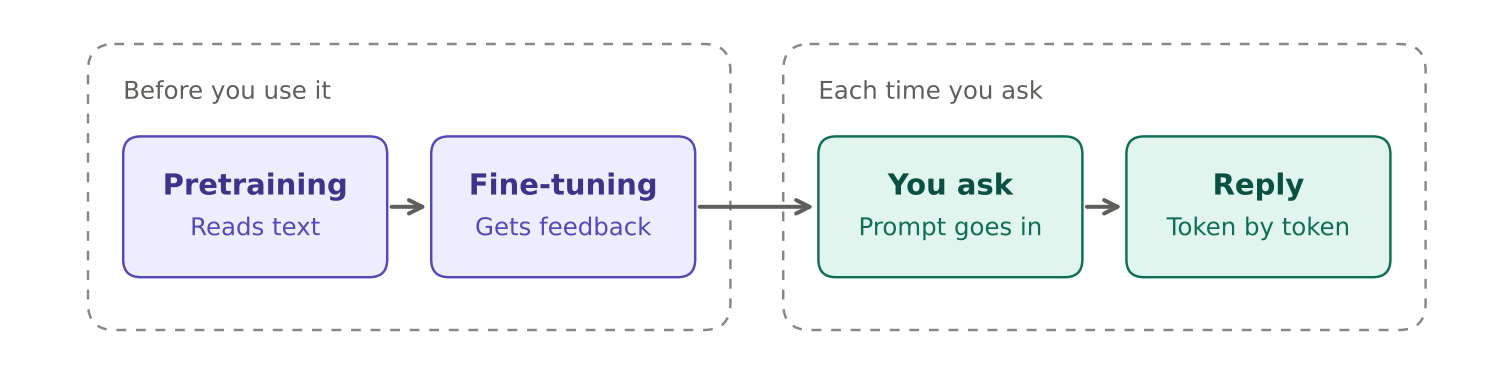 Before you use it
Pretraining
Reads text
Fine-tuning
Gets feedback
Each time you ask
You ask
Prompt goes in
Reply
Token by token